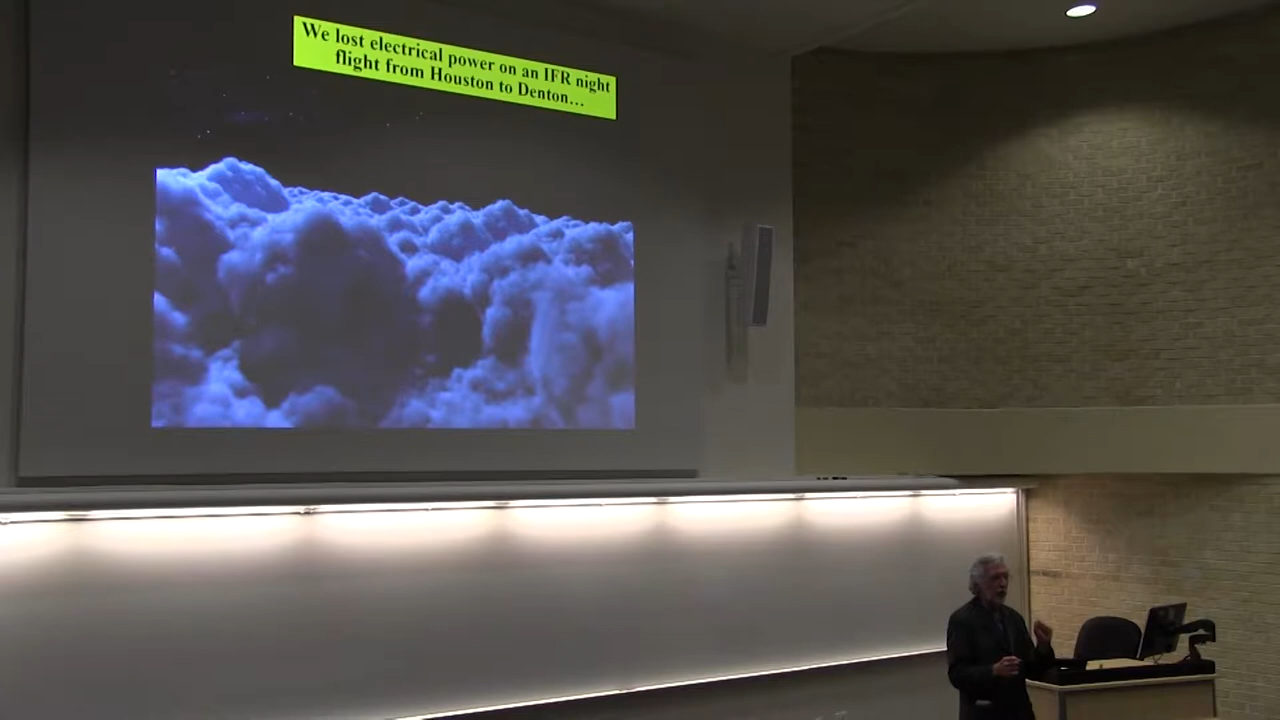 We lost electrical power on an IFR night
flight from Houston to Denton…